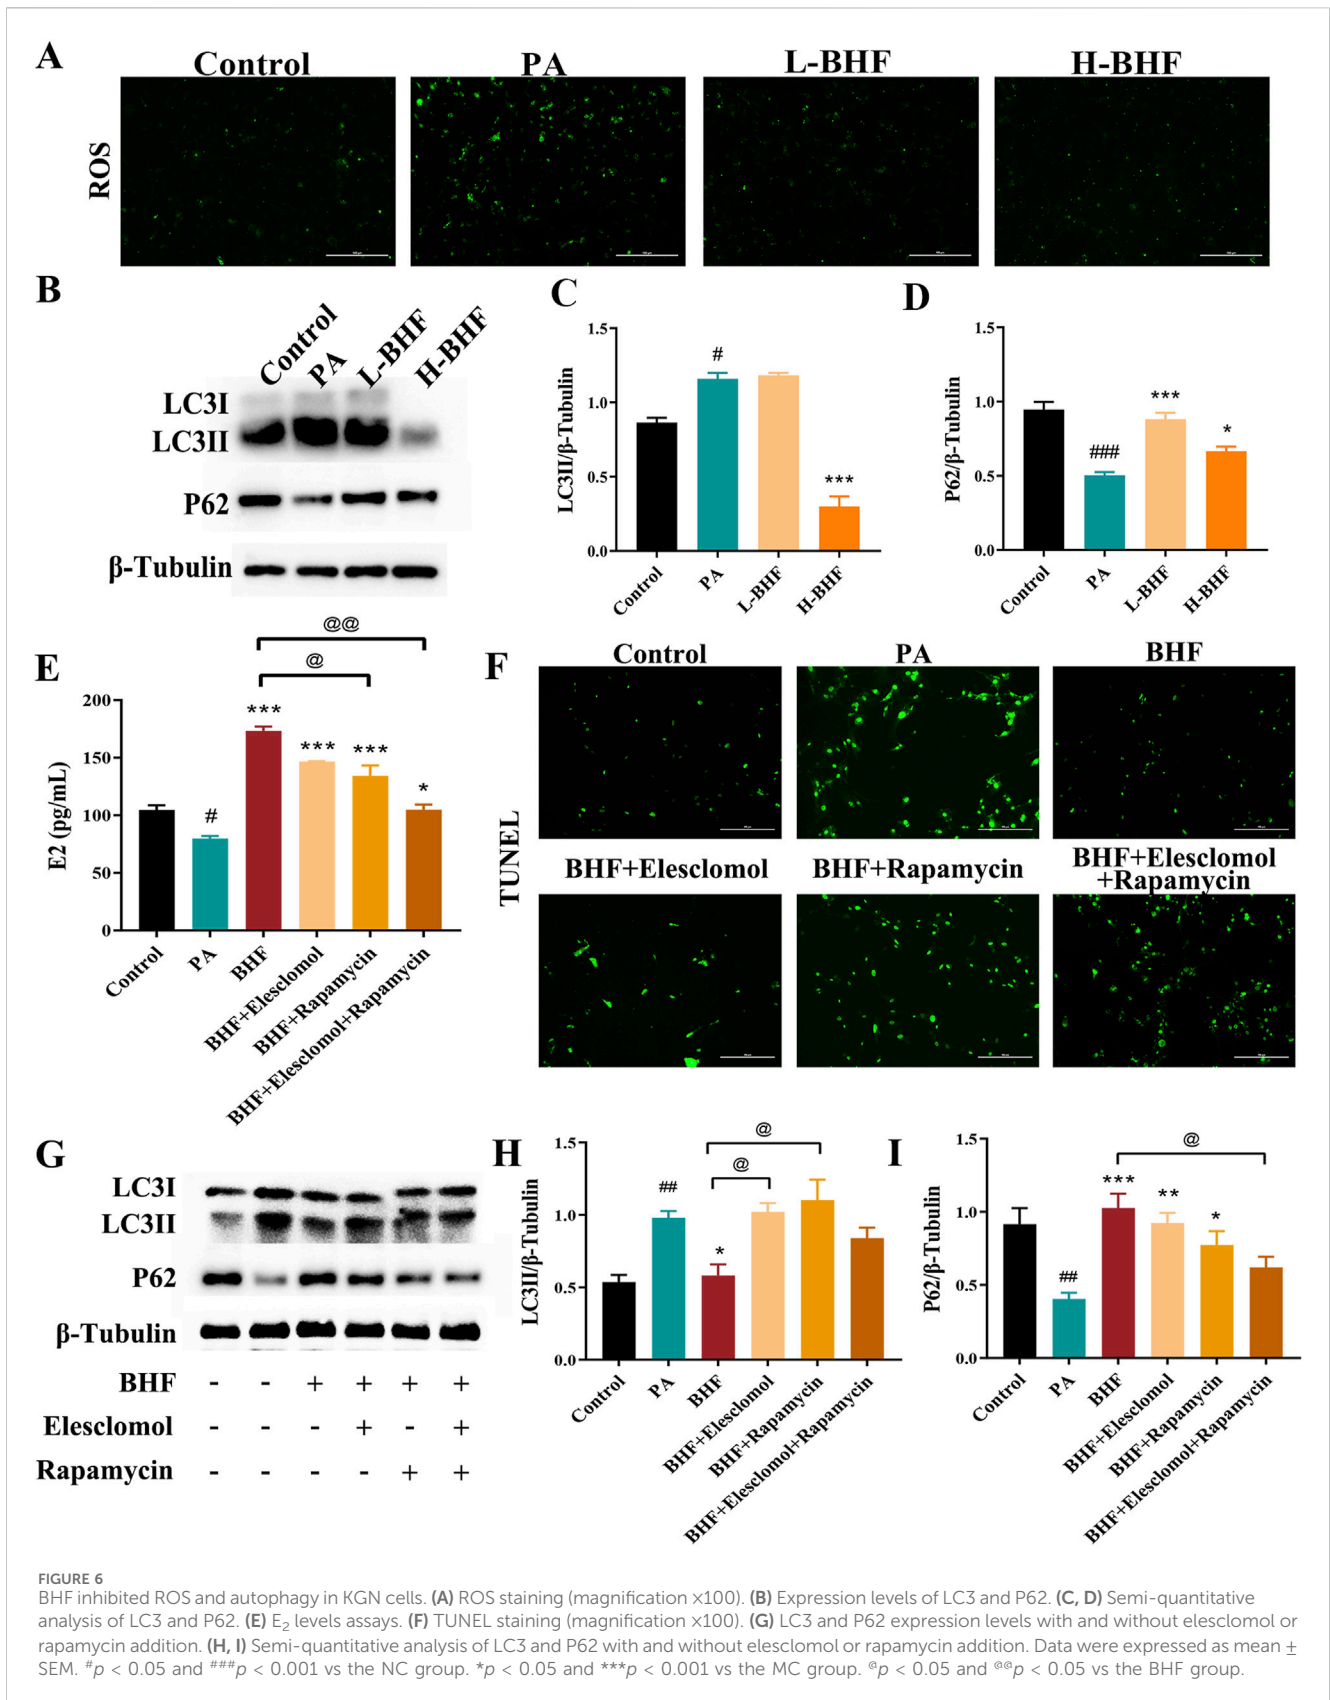 A
Control
PA
L-BHF
H-BHF
ROS
B
Control
PA
L-BHF
H-BHF
LC3I
LC3II
P62
β-Tubulin
C
LC3II/β-Tubulin
1.5
1.0
0.5
0.0
#
***
Control
PA
L-BHF
H-BHF
D
P62/β-Tubulin
1.5
1.0
0.5
0.0
###
***
*
Control
PA
L-BHF
H-BHF
E
E2 (pg/mL)
200
150
100
50
0
@@
@
#
***
***
***
*
Control
PA
BHF
BHF+Elesclomol
BHF+Rapamycin
BHF+Elesclomol+Rapamycin
F
TUNEL
Control
PA
BHF
BHF+Elesclomol
BHF+Rapamycin
BHF+Elesclomol
+Rapamycin
G
LC3I
LC3II
P62
β-Tubulin
BHF - - + + + +
Elesclomol - - - + - +
Rapamycin - - - - + +
H
LC3II/β-Tubulin
1.5
1.0
0.5
0.0
@
@
##
*
Control
PA
BHF
BHF+Elesclomol
BHF+Rapamycin
BHF+Elesclomol+Rapamycin
I
P62/β-Tubulin
1.5
1.0
0.5
0.0
@
##
***
**
*
Control
PA
BHF
BHF+Elesclomol
BHF+Rapamycin
BHF+Elesclomol+Rapamycin
FIGURE 6
BHF inhibited ROS and autophagy in KGN cells. (A) ROS staining (magnification ×100). (B) Expression levels of LC3 and P62. (C, D) Semi-quantitative
analysis of LC3 and P62. (E) E₂ levels assays. (F) TUNEL staining (magnification ×100). (G) LC3 and P62 expression levels with and without elesclomol or
rapamycin addition. (H, I) Semi-quantitative analysis of LC3 and P62 with and without elesclomol or rapamycin addition. Data were expressed as mean ±
SEM. #p < 0.05 and ###p < 0.001 vs the NC group. *p < 0.05 and ***p < 0.001 vs the MC group. @p < 0.05 and @@p < 0.05 vs the BHF group.